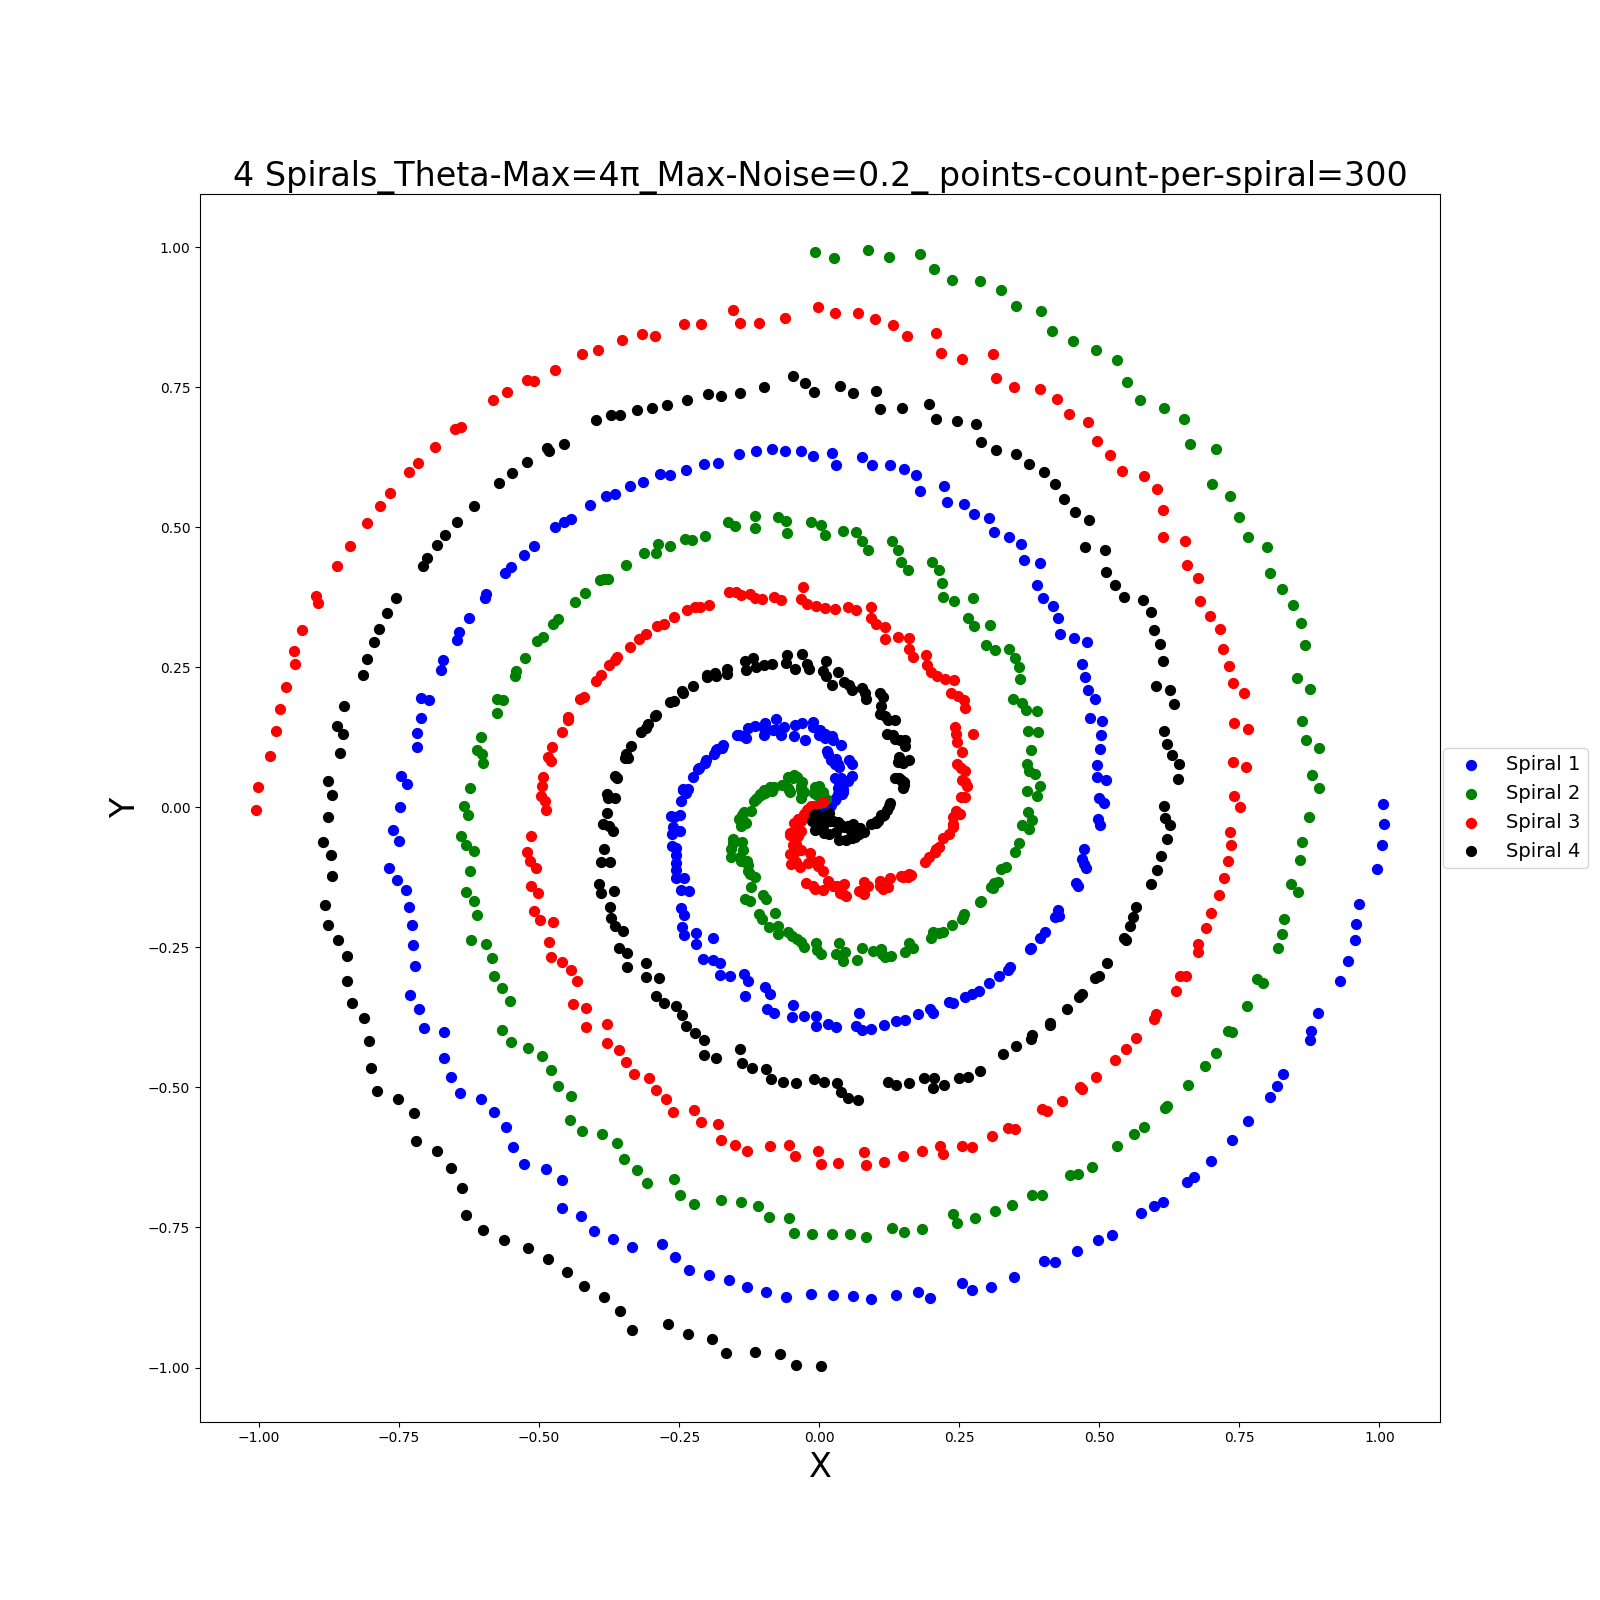 4 Spirals_Theta-Max=4π_Max-Noise=0.2_ points-count-per-spiral=300
Y
1.00
0.75
0.50
0.25
0.00
−0.25
−0.50
−0.75
−1.00
−1.00 −0.75 −0.50 −0.25 0.00 0.25 0.50 0.75 1.00
X
Spiral 1
Spiral 2
Spiral 3
Spiral 4